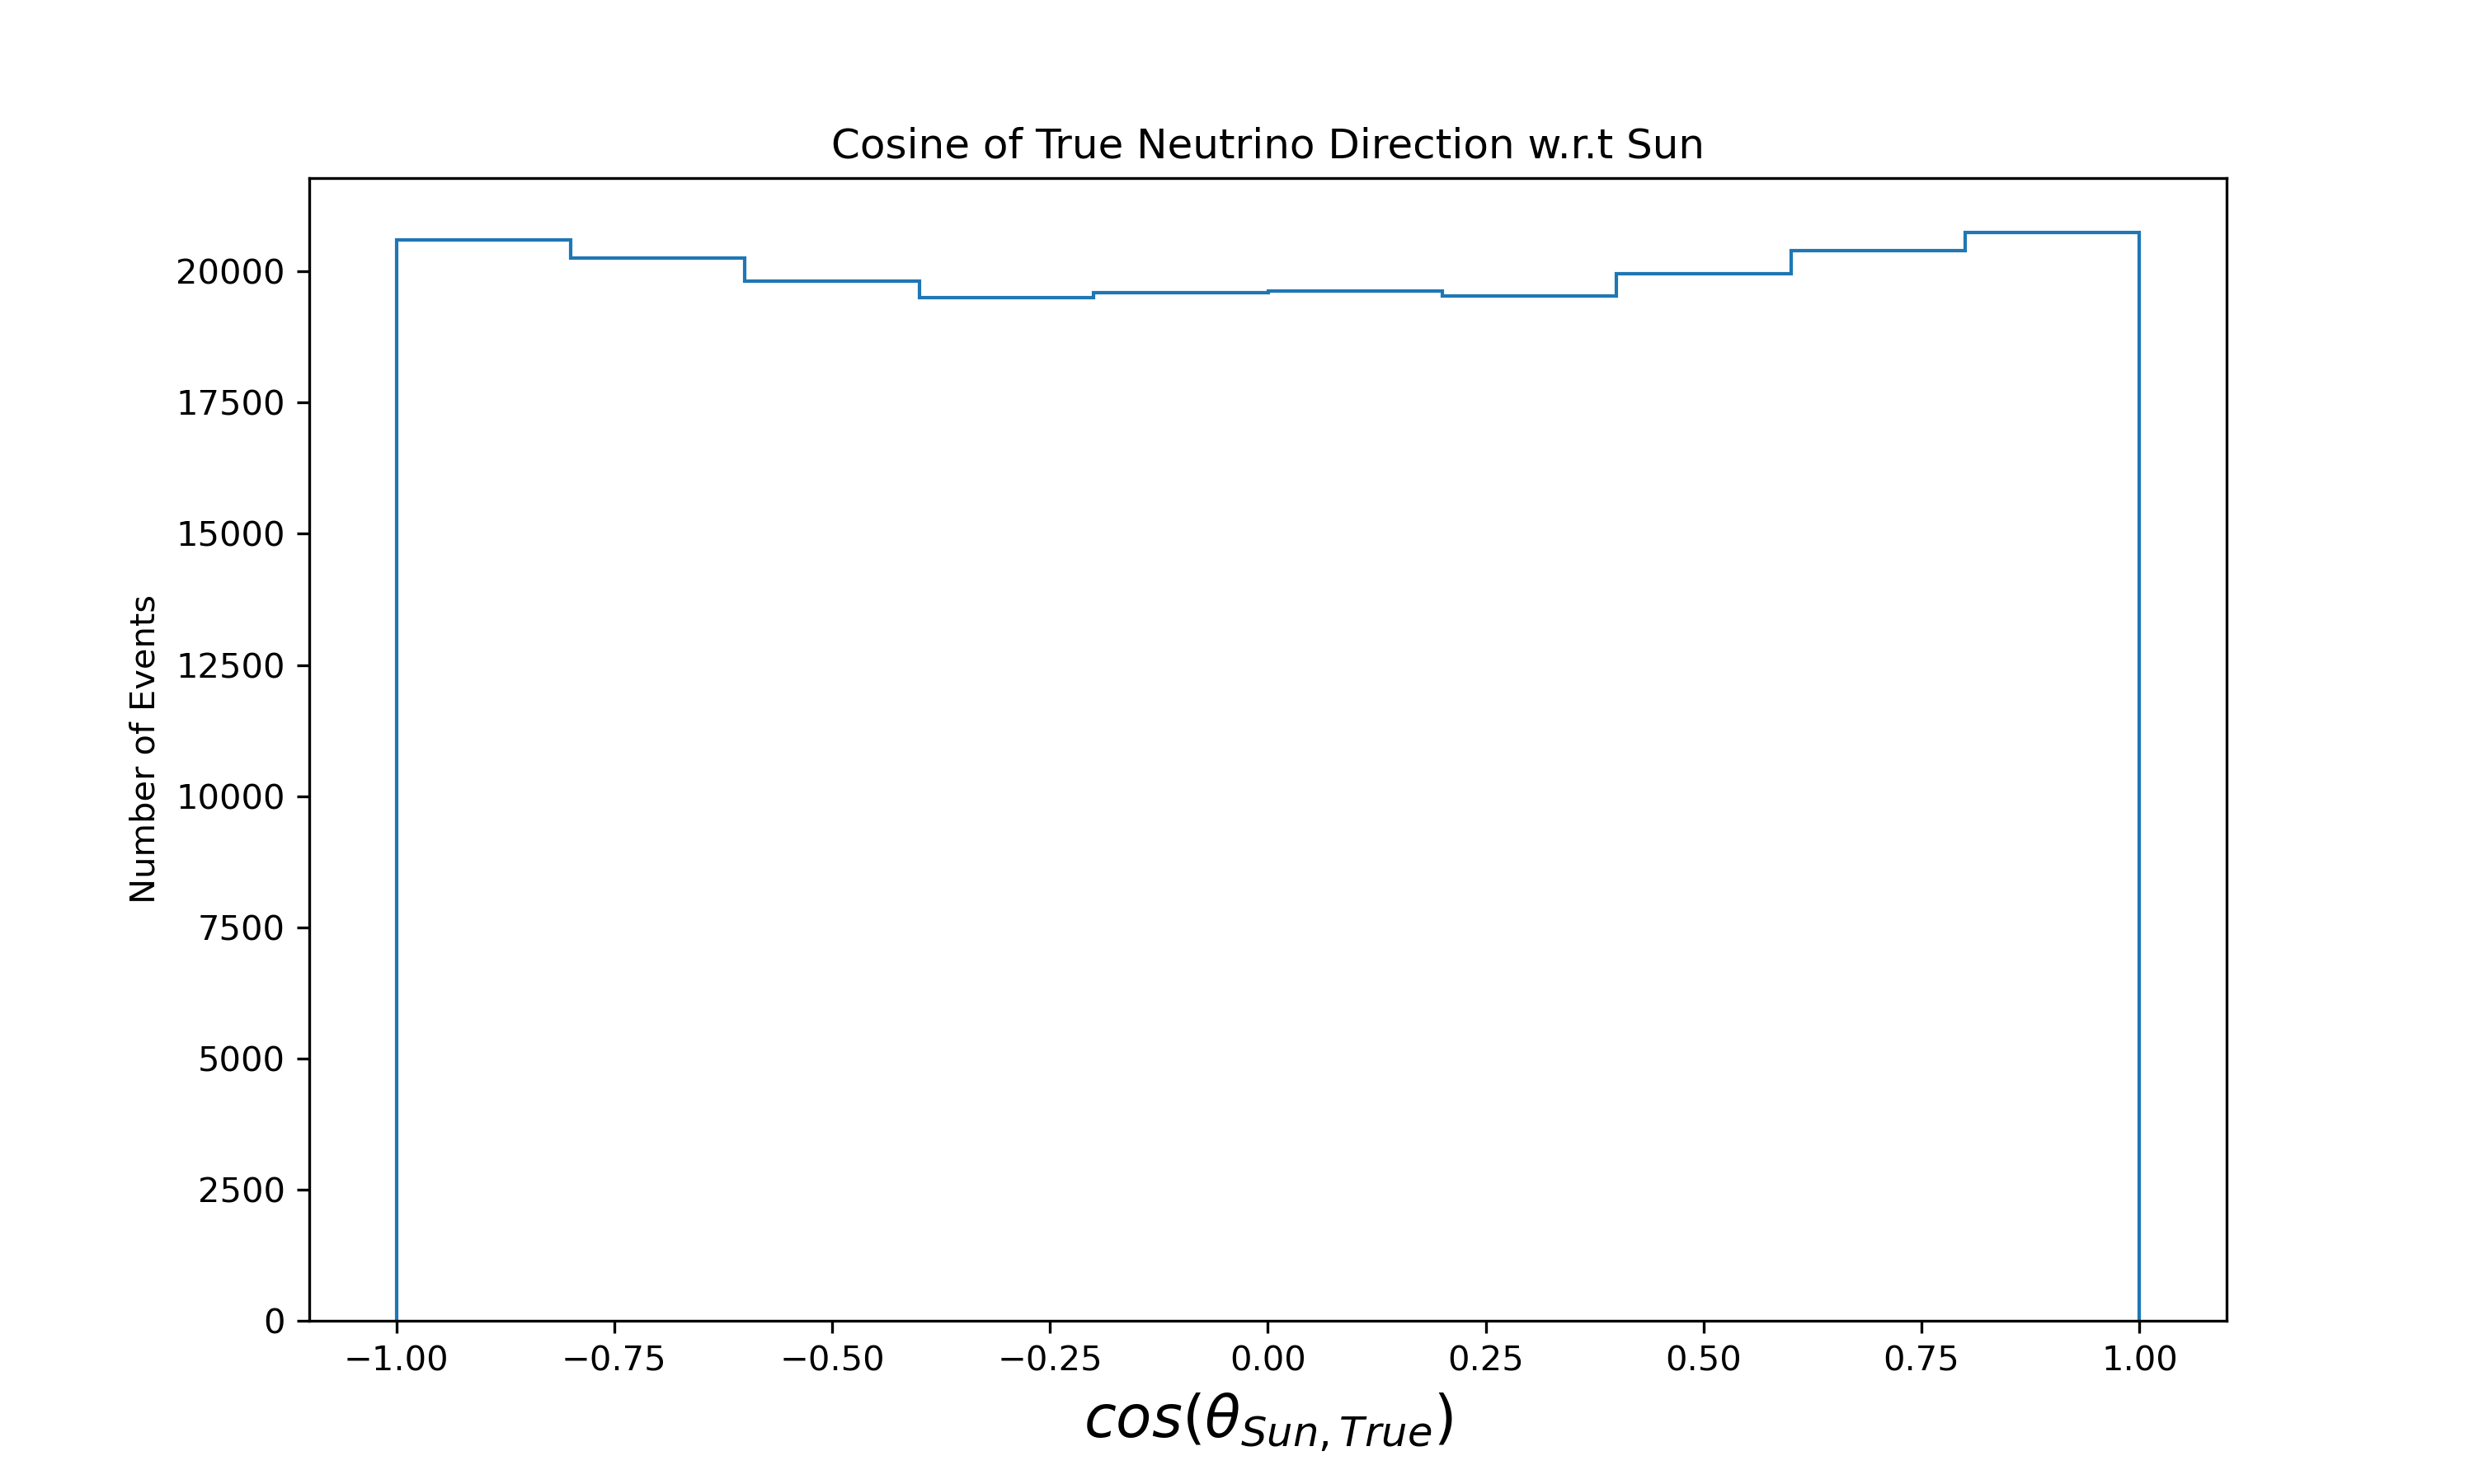 Cosine of True Neutrino Direction w.r.t Sun
Number of Events
20000
17500
15000
12500
10000
7500
5000
2500
0
−1.00 −0.75 −0.50 −0.25 0.00 0.25 0.50 0.75 1.00
cos(θ_{Sun, True})